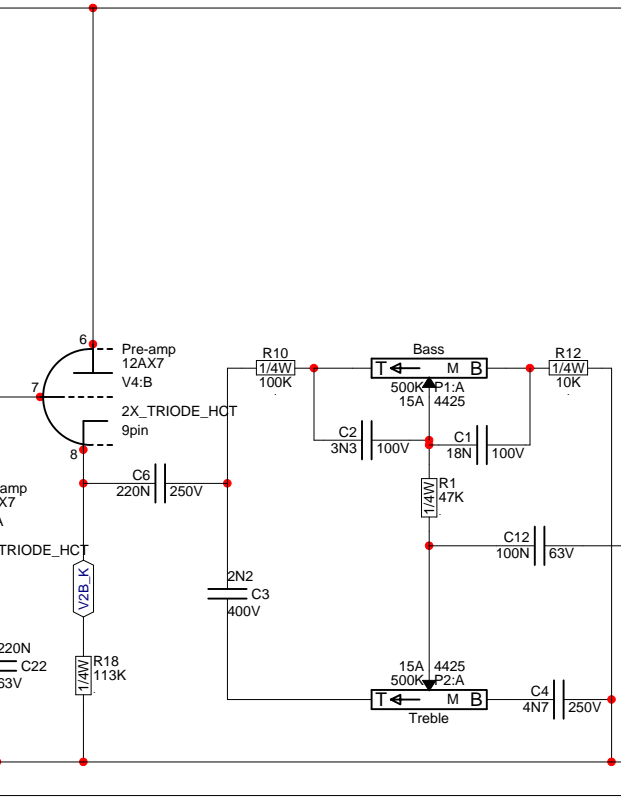 6
Pre-amp
12AX7
V4:B
7
2X_TRIODE_HCT
9pin
8
R10
1/4W
100K
Bass
T M B
500K P1:A
15A 4425
R12
1/4W
10K
C2
3N3 100V
C1
18N 100V
C6
220N 250V
R1
47K
1/4W
amp
X7
A
TRIODE_HCT
C12
100N 63V
V2B_K
2N2
C3
400V
220N
C22
63V
R18
113K
1/4W
15A 4425
500K P2:A
T M B
Treble
C4
4N7 250V